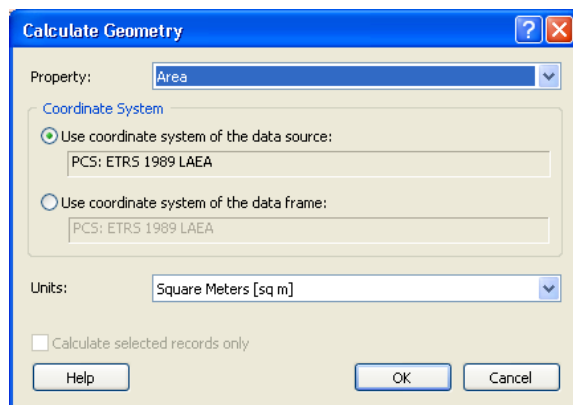 Calculate Geometry
Property: Area
Coordinate System
Use coordinate system of the data source:
PCS: ETRS 1989 LAEA
Use coordinate system of the data frame:
PCS: ETRS 1989 LAEA
Units: Square Meters [sq m]
Calculate selected records only
Help OK Cancel